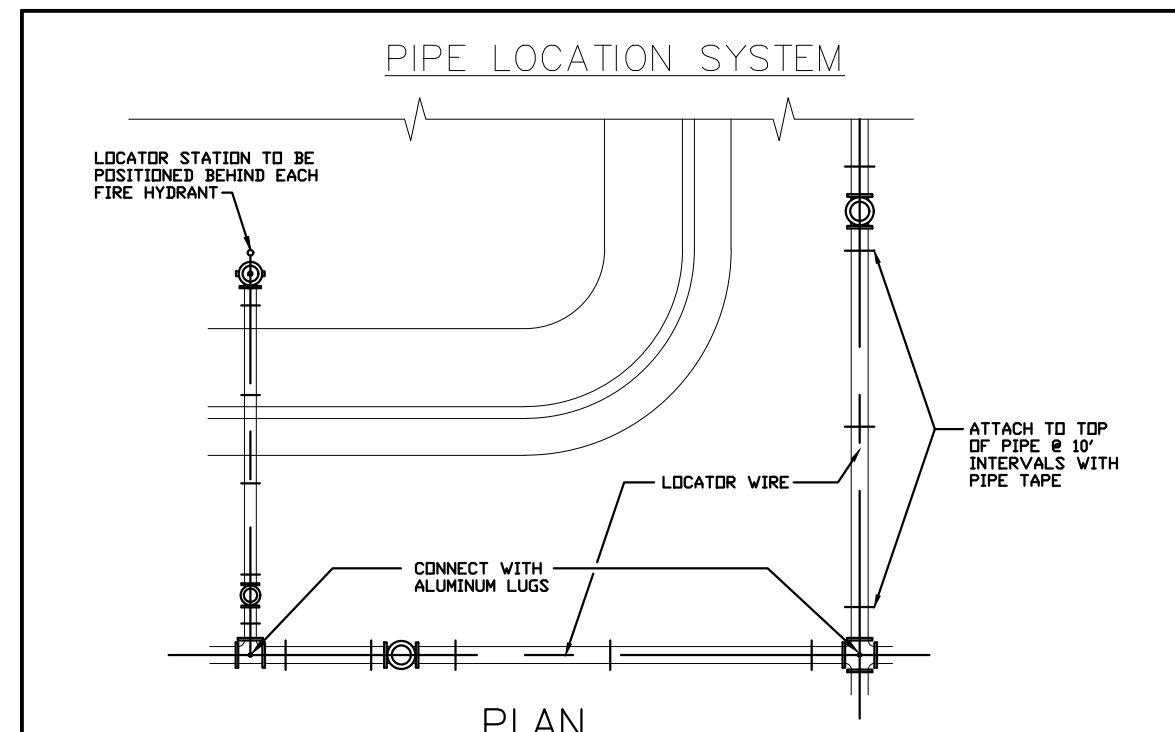 PIPE LOCATION SYSTEM
LOCATOR STATION TO BE
POSITIONED BEHIND EACH
FIRE HYDRANT
ATTACH TO TOP
OF PIPE @ 10'
INTERVALS WITH
PIPE TAPE
LOCATOR WIRE
CONNECT WITH
ALUMINUM LUGS
PLAN